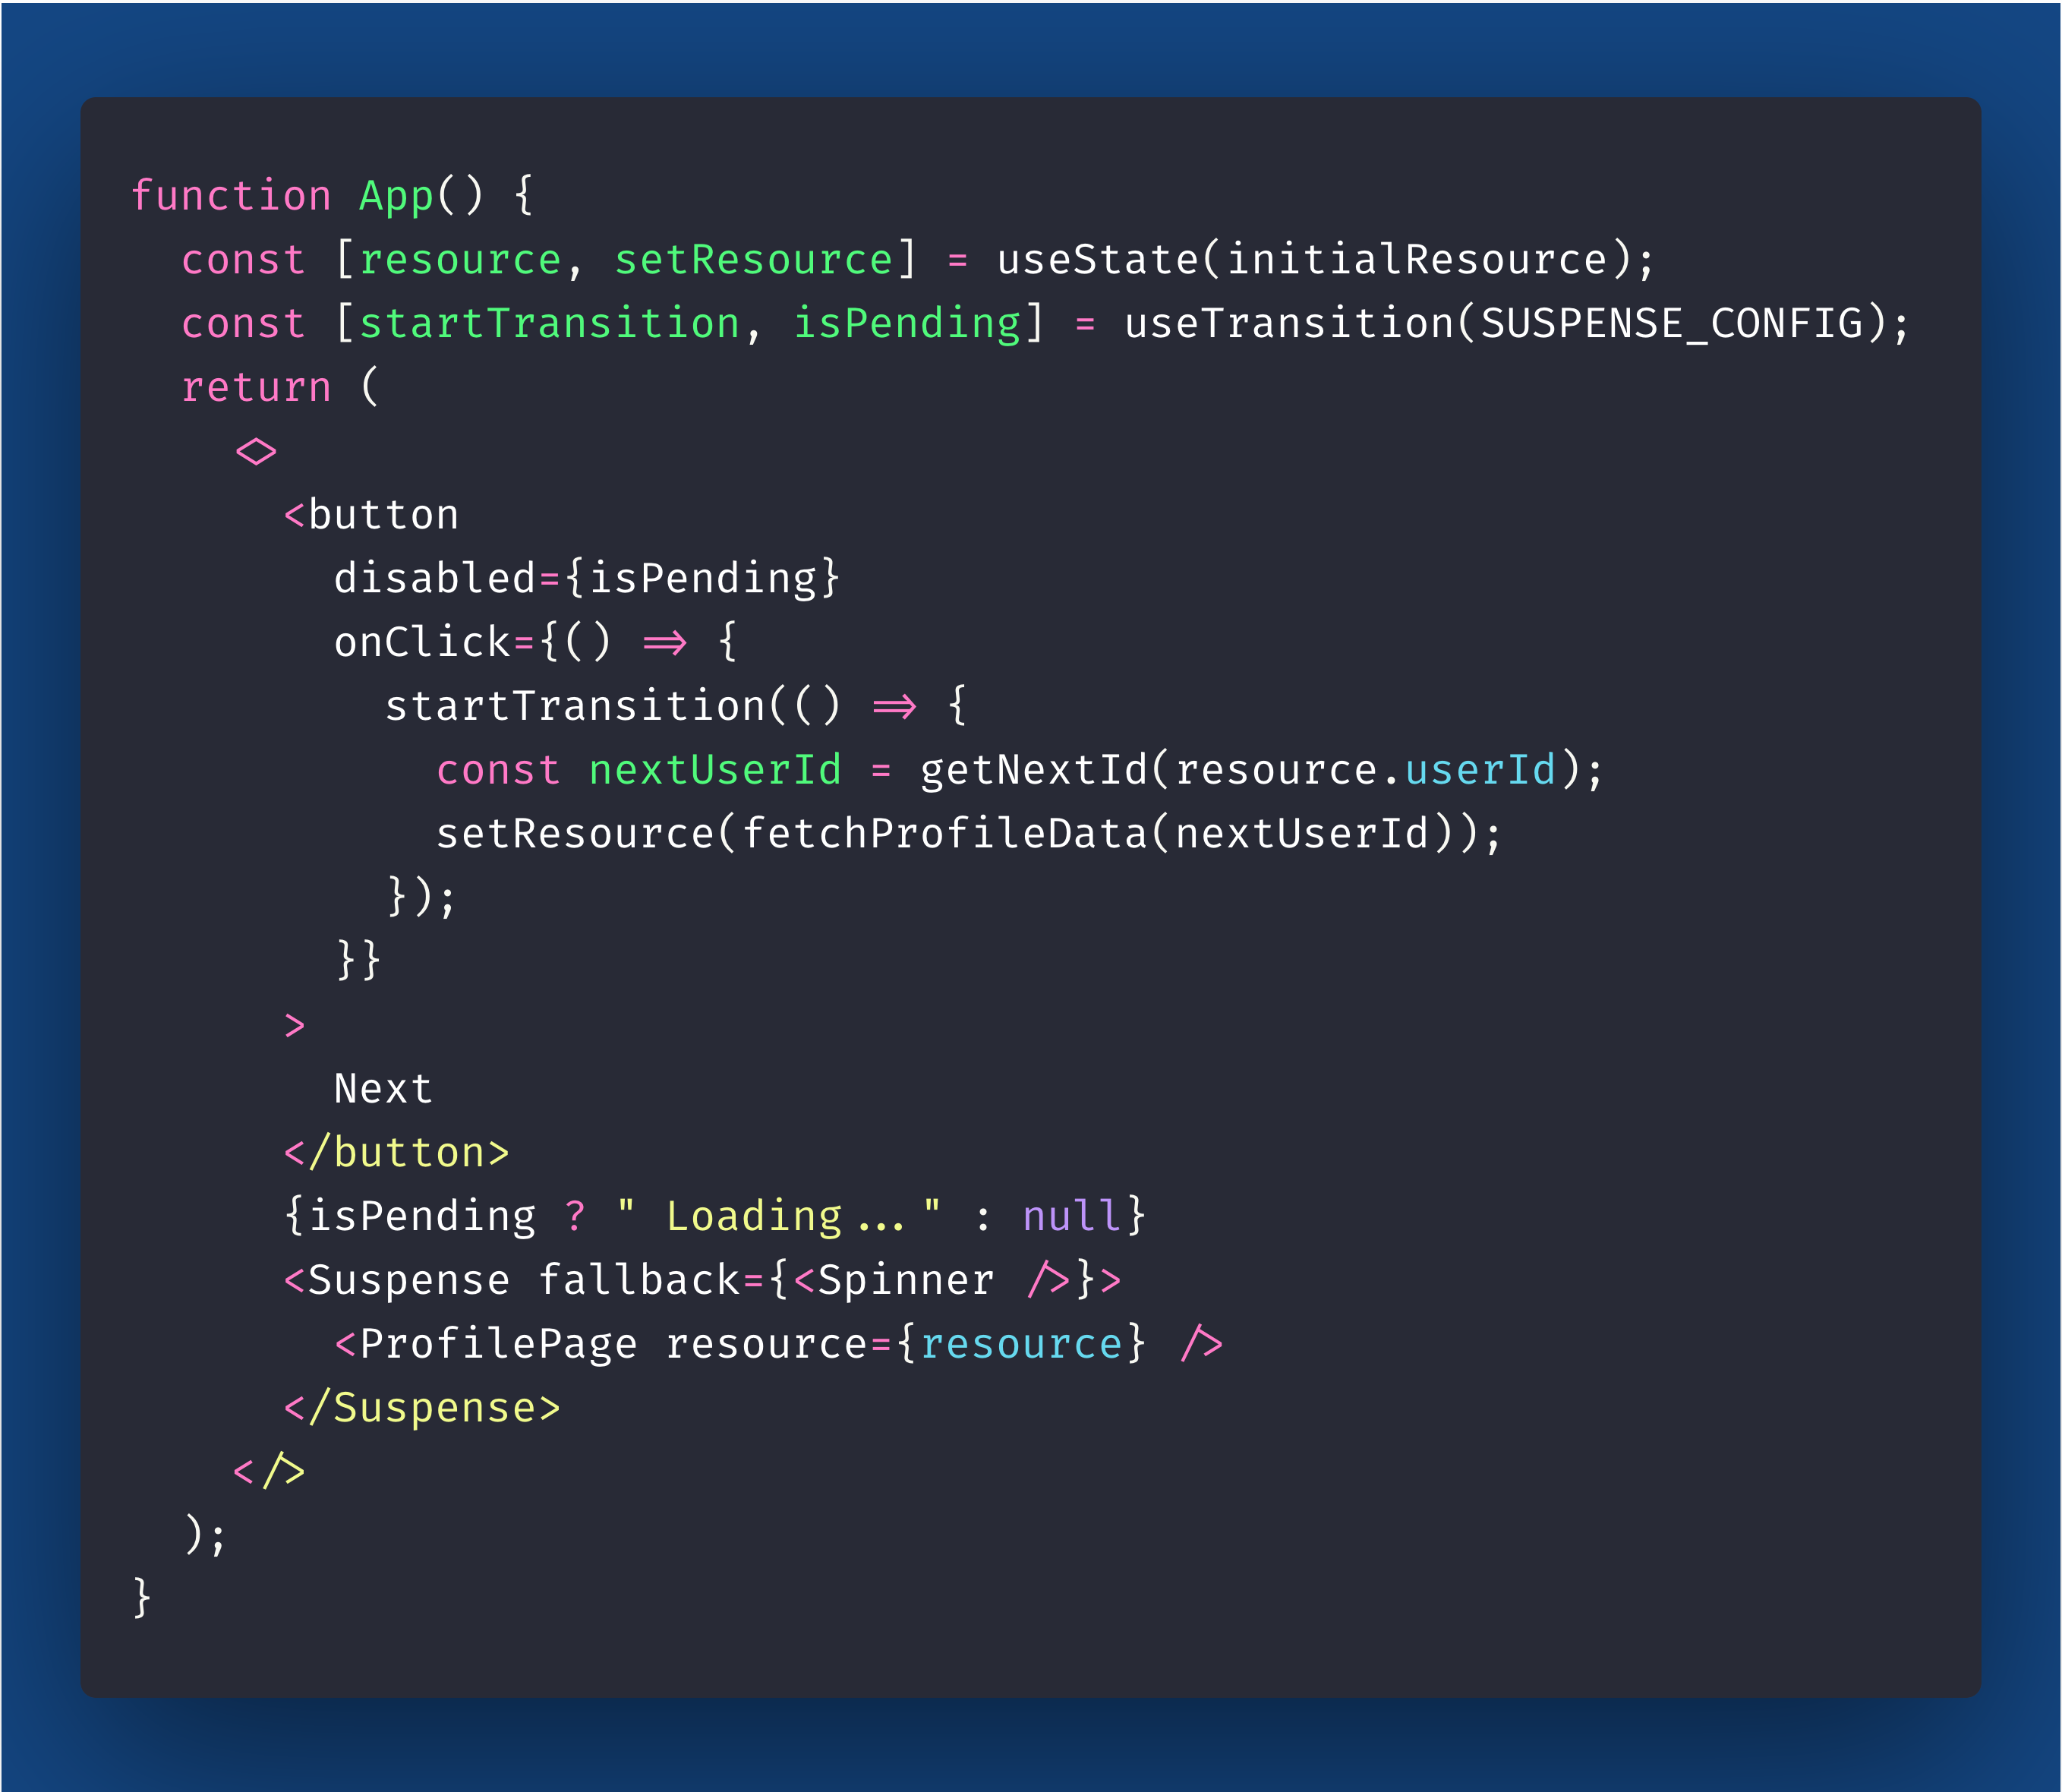 function App() {
  const [resource, setResource] = useState(initialResource);
  const [startTransition, isPending] = useTransition(SUSPENSE_CONFIG);
  return (
    <>
      <button
        disabled={isPending}
        onClick={() => {
          startTransition(() => {
            const nextUserId = getNextId(resource.userId);
            setResource(fetchProfileData(nextUserId));
          });
        }}
      >
        Next
      </button>
      {isPending ? " Loading..." : null}
      <Suspense fallback={<Spinner />}>
        <ProfilePage resource={resource} />
      </Suspense>
    </>
  );
}